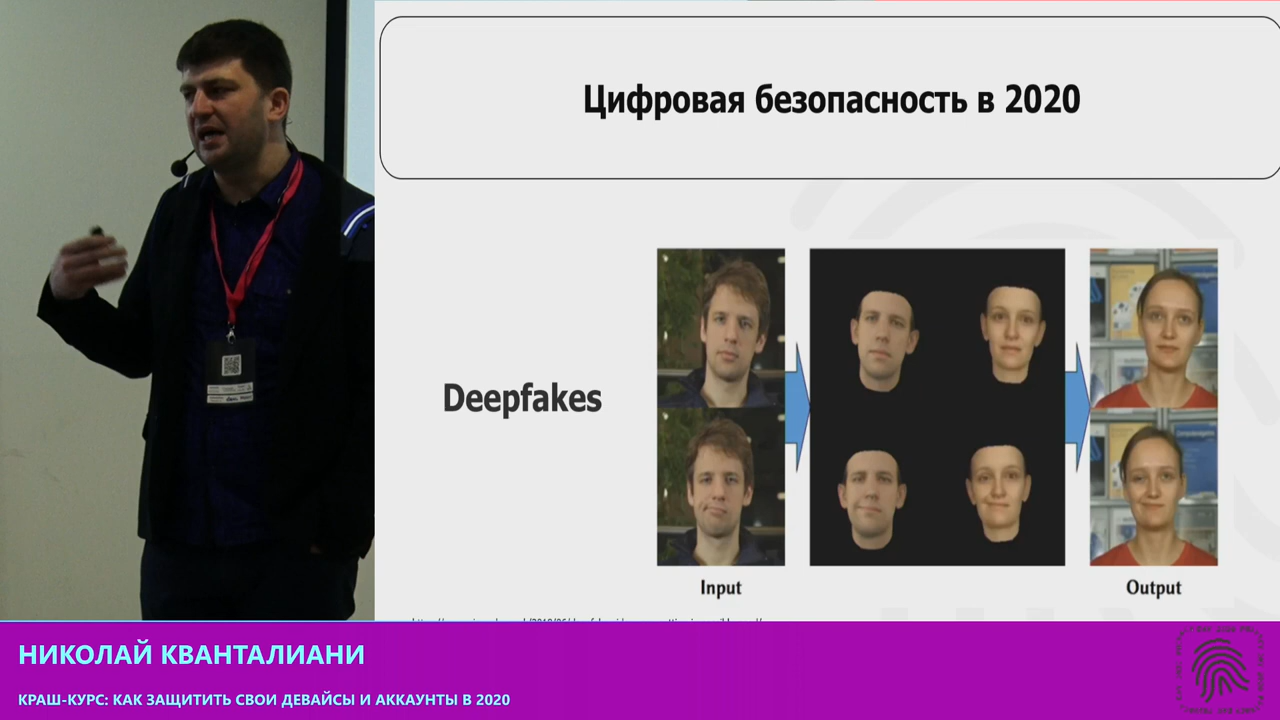 Цифровая безопасность в 2020
Deepfakes
Input
Output
НИКОЛАЙ КВАНТАЛИАНИ
КРАШ-КУРС: КАК ЗАЩИТИТЬ СВОИ ДЕВАЙСЫ И АККАУНТЫ В 2020